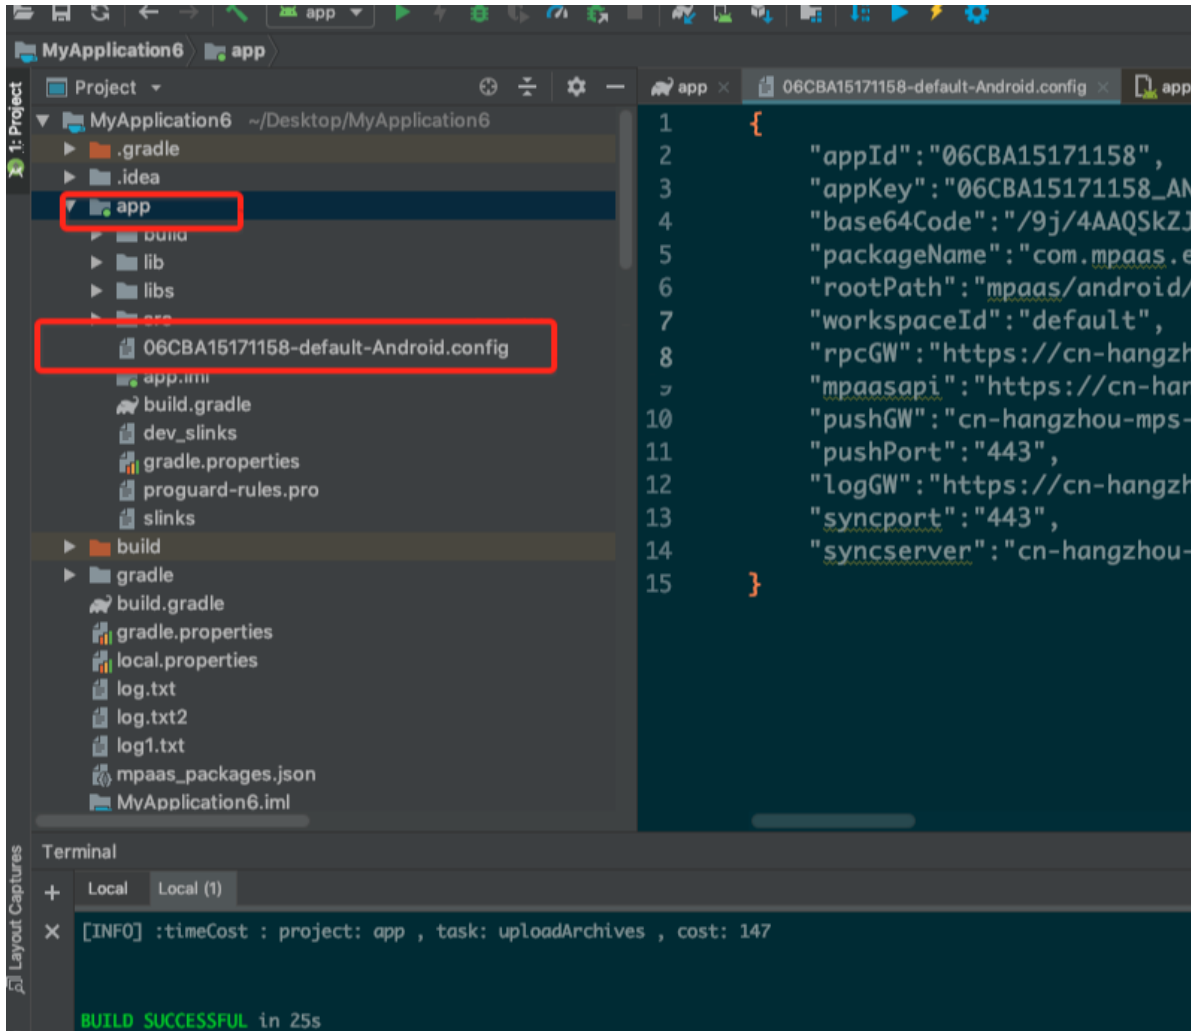 app
MyApplication6
app
1: Project
Project
app
06CBA15171158-default-Android.config
app
MyApplication6 ~/Desktop/MyApplication6
.gradle
.idea
app
build
lib
libs
src
06CBA15171158-default-Android.config
app.iml
build.gradle
dev_slinks
gradle.properties
proguard-rules.pro
slinks
build
gradle
build.gradle
gradle.properties
local.properties
log.txt
log.txt2
log1.txt
mpaas_packages.json
MyApplication6.iml
1 {
2 "appId":"06CBA15171158",
3 "appKey":"06CBA15171158_AN
4 "base64Code":"/9j/4AAQSkZJ
5 "packageName":"com.mpaas.e
6 "rootPath":"mpaas/android/
7 "workspaceId":"default",
8 "rpcGW":"https://cn-hangzh
9 "mpaasapi":"https://cn-han
10 "pushGW":"cn-hangzhou-mps-
11 "pushPort":"443",
12 "logGW":"https://cn-hangzh
13 "syncport":"443",
14 "syncserver":"cn-hangzhou-
15 }
Layout Captures
Terminal
Local
Local (1)
[INFO] :timeCost : project: app , task: uploadArchives , cost: 147
BUILD SUCCESSFUL in 25s